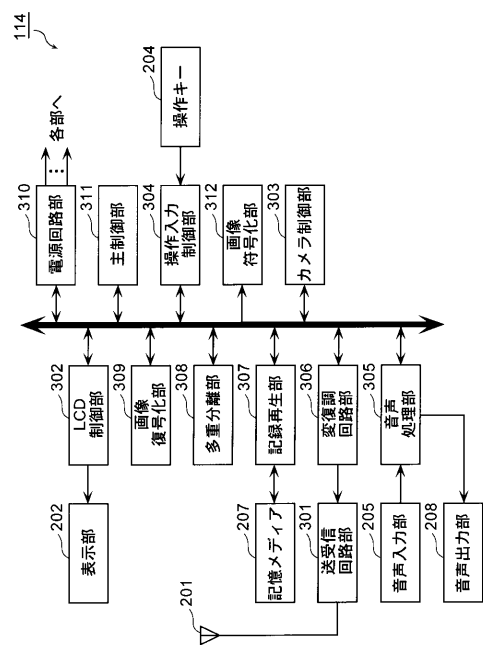 114
310
電源回路部
各部へ
311
主制御部
304
操作入力
制御部
204
操作キー
312
画像
符号化部
303
カメラ制御部
302
LCD
制御部
202
表示部
309
画像
復号化部
308
多重分離部
307
記録再生部
207
記憶メディア
306
変復調
回路部
301
送受信
回路部
201
305
音声
処理部
205
音声入力部
208
音声出力部